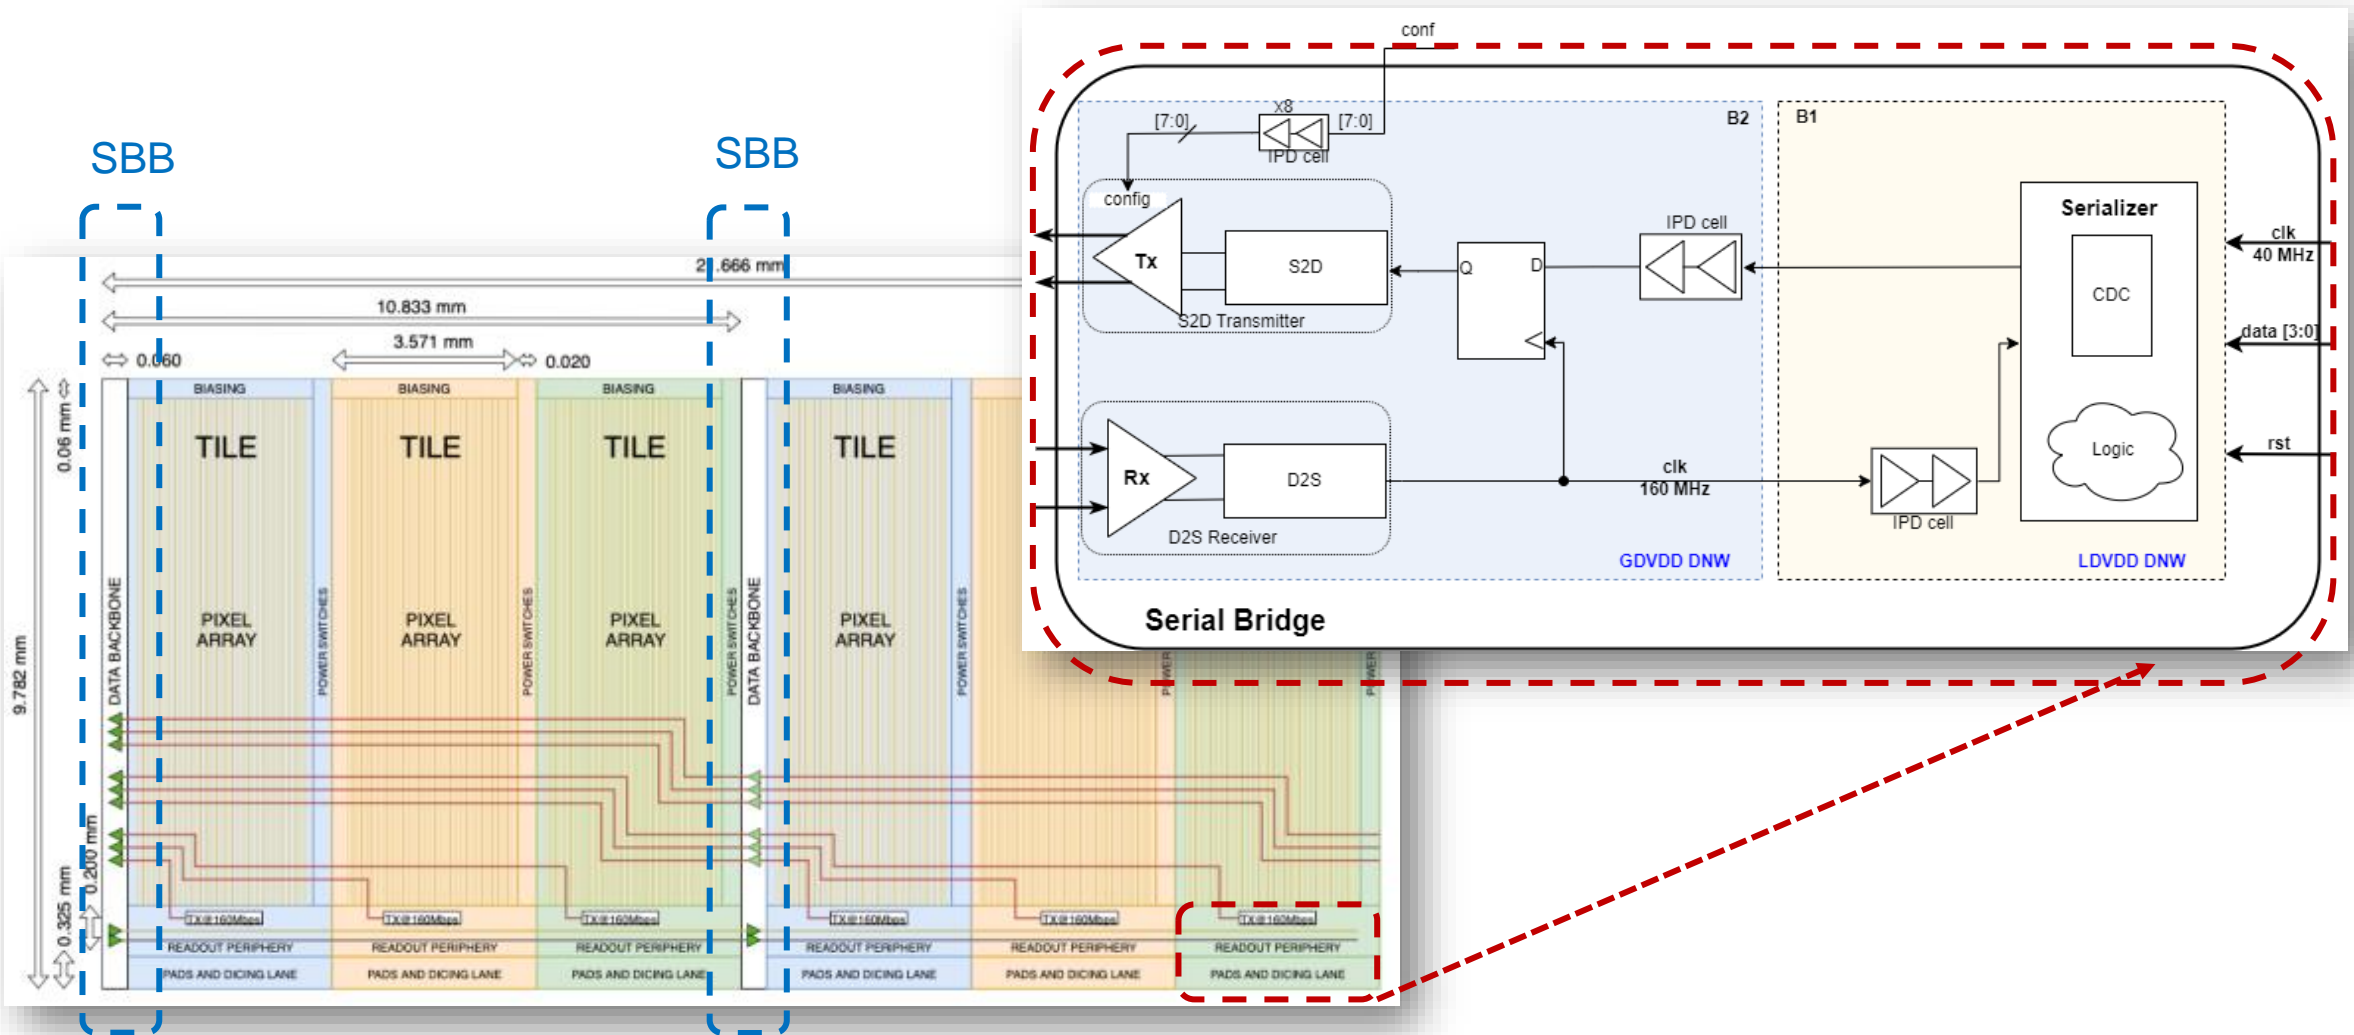 SBB
SBB
2 .666 mm
10.833 mm
3.571 mm
0.060
0.020
0.06 mm
9.782 mm
0.200 mm
0.325 mm
BIASING
BIASING
BIASING
BIASING
TILE
TILE
TILE
TILE
PIXEL
ARRAY
PIXEL
ARRAY
PIXEL
ARRAY
PIXEL
ARRAY
DATA BACKBONE
POWER SWITCHES
POWER SWITCHES
POWER SWITCHES
DATA BACKBONE
POWER SWITCHES
POWER
POWER
TX@160Mbps
TX@160Mbps
TX@160Mbps
TX@160Mbps
TX@160Mbps
TX@160Mbps
READOUT PERIPHERY
READOUT PERIPHERY
READOUT PERIPHERY
READOUT PERIPHERY
READOUT PERIPHERY
READOUT PERIPHERY
PADS AND DICING LANE
PADS AND DICING LANE
PADS AND DICING LANE
PADS AND DICING LANE
PADS AND DICING LANE
PADS AND DICING LANE
conf
x8
[7:0]
[7:0]
IPD cell
B2
B1
config
Tx
S2D
S2D Transmitter
Q
D
IPD cell
Serializer
CDC
Logic
clk
40 MHz
data [3:0]
rst
Rx
D2S
D2S Receiver
clk
160 MHz
IPD cell
GDVDD DNW
LDVDD DNW
Serial Bridge